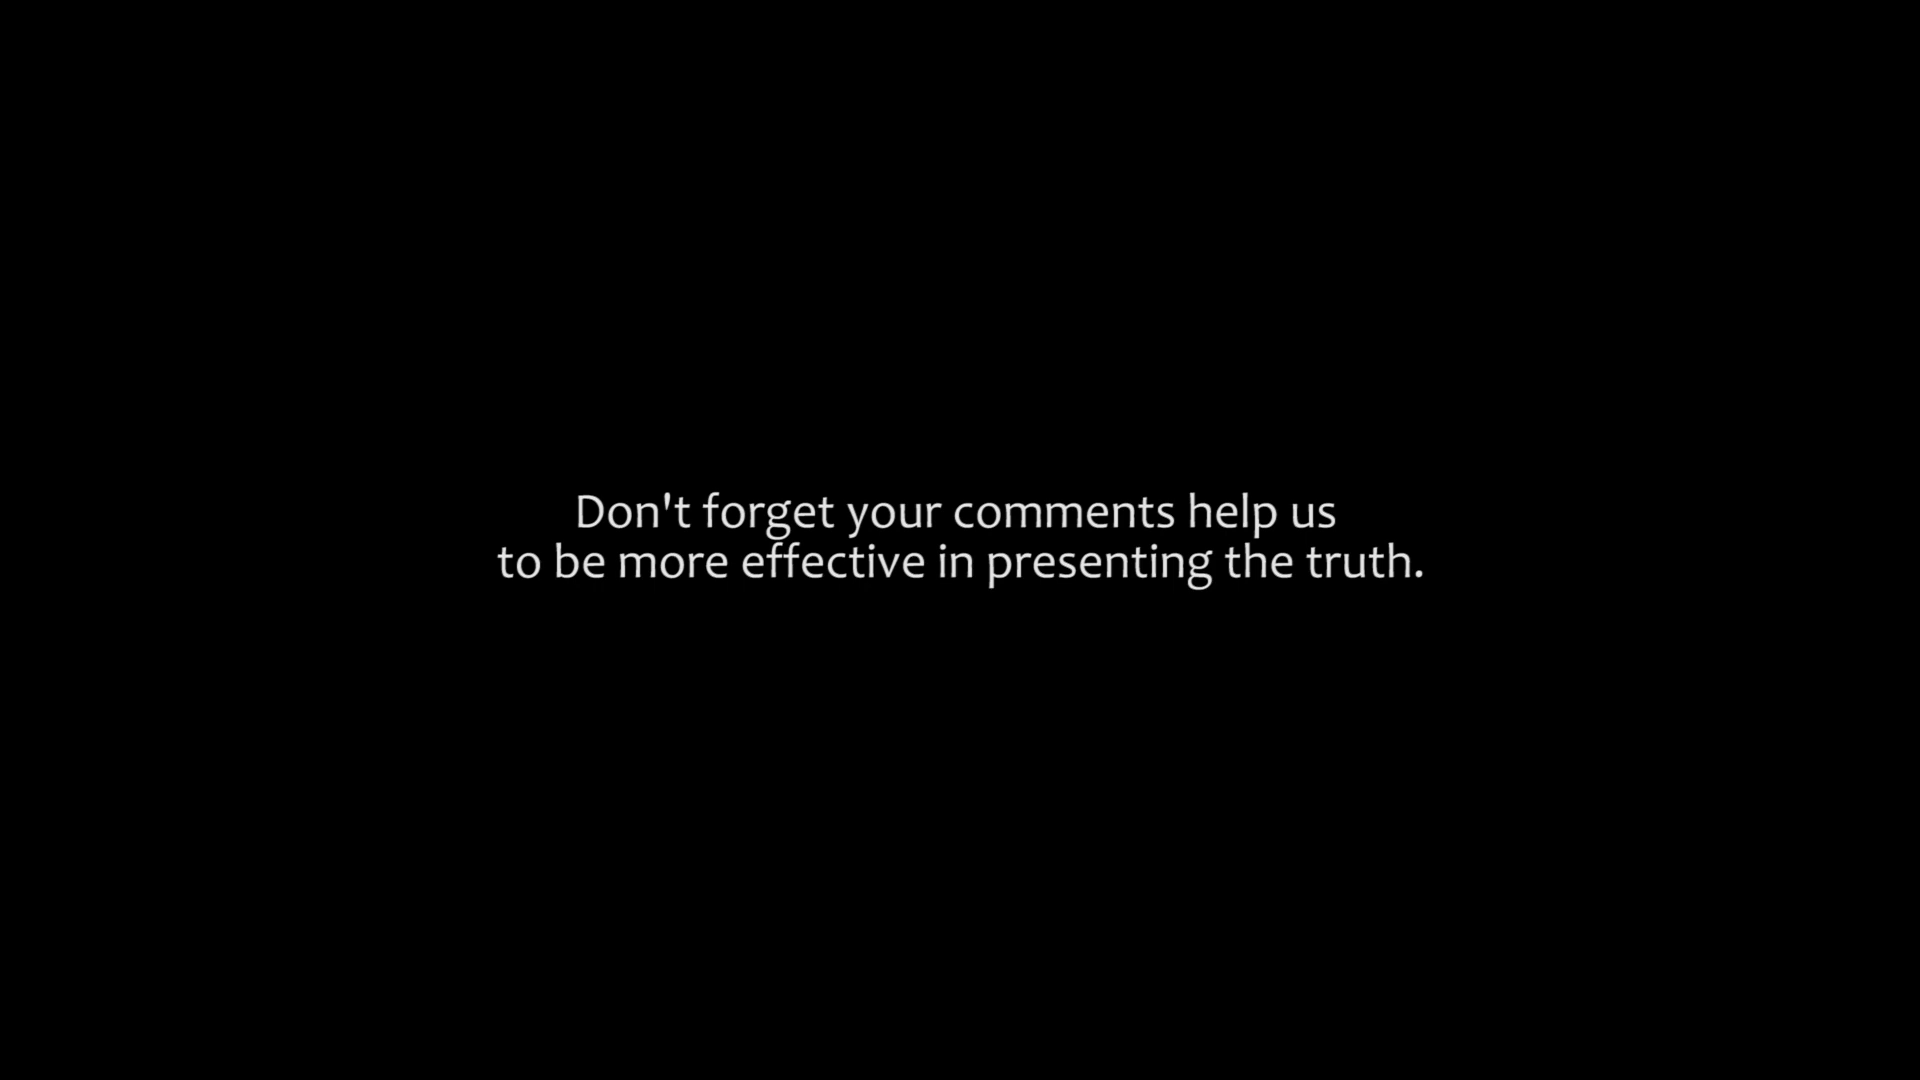 Don't forget your comments help us
to be more effective in presenting the truth.